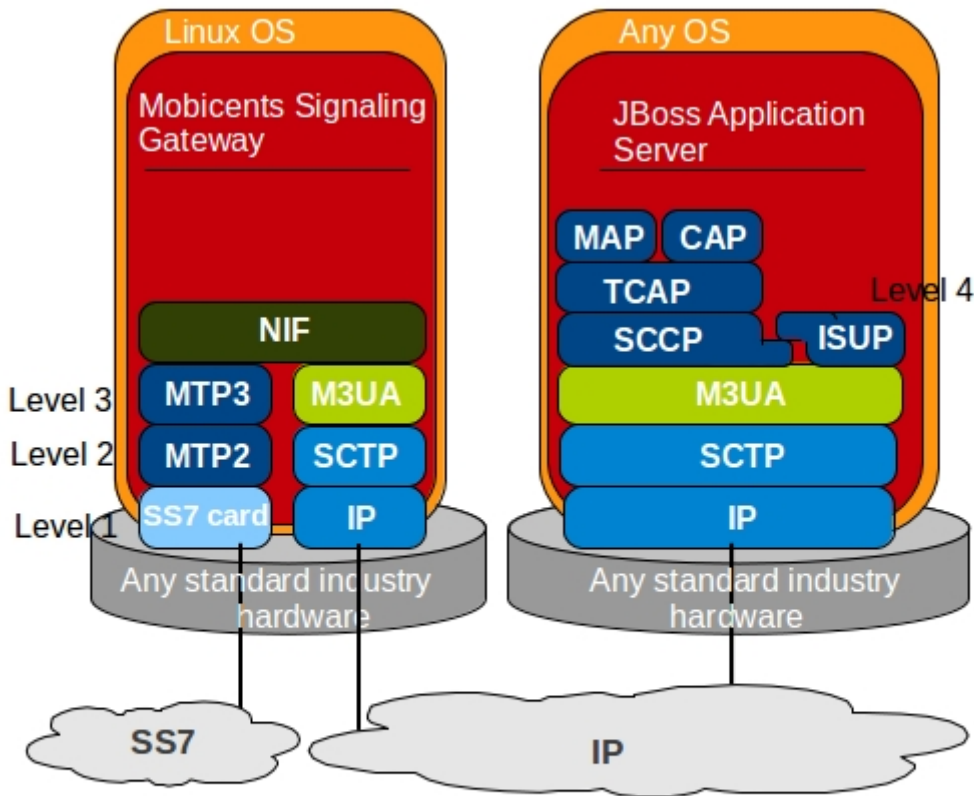 Linux OS
Mobicents Signaling
Gateway
NIF
Level 3
MTP3
M3UA
Level 2
MTP2
SCTP
Level 1
SS7 card
IP
Any standard industry
hardware
Any OS
JBoss Application
Server
MAP
CAP
TCAP
Level 4
SCCP
ISUP
M3UA
SCTP
IP
Any standard industry
hardware
SS7
IP